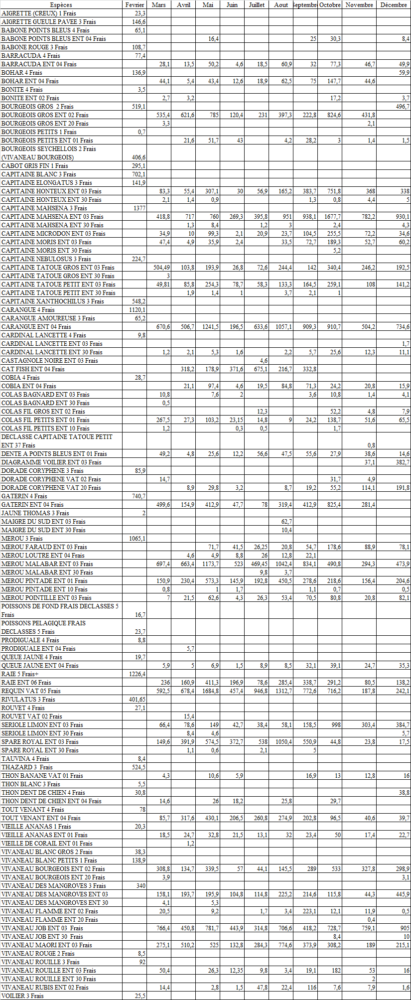 Espèces Fevrier Mars Avril Mai Juin Juillet Aout Septembre Octobre Novembre Décembre
AIGRETTE (CREUX) 1 Frais 23,3
AIGRETTE GUEULE PAVEE 3 Frais 146,6
BABONE POINTS BLEUS 4 Frais 65,1
BABONE POINTS BLEUS ENT 04 Frais 16,4 25 30,3 8,4
BABONE ROUGE 3 Frais 108,7
BARRACUDA 4 Frais 77,4
BARRACUDA ENT 04 Frais 28,1 13,5 50,2 4,6 18,5 60,9 32 77,3 46,7 49,9
BOHAR 4 Frais 136,9 59,9
BOHAR ENT 04 Frais 44,1 5,4 43,4 12,6 18,9 62,5 75 147,7 44,6
BONITE 4 Frais 3,5
BONITE ENT 02 Frais 2,7 3,2 17,2 3,7
BOURGEOIS GROS 2 Frais 519,1 496,7
BOURGEOIS GROS ENT 02 Frais 535,4 621,6 785 120,4 231 397,3 222,8 824,6 431,8
BOURGEOIS GROS ENT 20 Frais 3,3 2,1
BOURGEOIS PETITS 1 Frais 0,7
BOURGEOIS PETITS ENT 01 Frais 21,6 51,7 43 4,2 28,2 3 1,4 1,5
BOURGEOIS SEYCHELLOIS 2 Frais
(VIVANEAU BOURGEOIS) 406,6
CABOT GRIS FIN 1 Frais 295,1
CAPITAINE BLANC 3 Frais 702,1
CAPITAINE ELONGATUS 3 Frais 141,9
CAPITAINE HONTEUX ENT 03 Frais 83,3 55,4 307,1 30 56,9 165,2 383,7 751,8 368 338
CAPITAINE HONTEUX ENT 30 Frais 2,1 1,4 0,9 1,3 0,8 4,4 5
CAPITAINE MAHSENA 3 Frais 1377
CAPITAINE MAHSENA ENT 03 Frais 418,8 717 760 269,3 395,8 951 938,1 1677,7 782,2 930,1
CAPITAINE MAHSENA ENT 30 Frais 1,3 8,4 1,2 3 2,4 4,3
CAPITAINE MICRODON ENT 03 Frais 34,9 10 99,3 2,1 20,9 23,7 104,5 255,5 72,2 34,6
CAPITAINE MORIS ENT 03 Frais 47,4 4,9 35,9 2,4 33,5 72,7 189,3 52,7 60,2
CAPITAINE MORIS ENT 30 Frais 5,2
CAPITAINE NEBULOSUS 3 Frais 224,7
CAPITAINE TATOUE GROS ENT 03 Frais 504,49 103,8 193,9 26,8 72,6 244,4 142 340,4 246,2 192,5
CAPITAINE TATOUE GROS ENT 30 Frais 3
CAPITAINE TATOUE PETIT ENT 03 Frais 49,81 85,8 254,3 78,7 58,3 133,3 164,5 259,1 108 141,2
CAPITAINE TATOUE PETIT ENT 30 Frais 1,9 1,4 1 3,7 2,1 1
CAPITAINE XANTHOCHILUS 3 Frais 548,2
CARANGUE 4 Frais 1120,1
CARANGUE AMOUREUSE 3 Frais 65,2
CARANGUE ENT 04 Frais 670,6 506,7 1241,5 196,5 633,6 1057,1 909,3 910,7 504,2 734,6
CARDINAL LANCETTE 4 Frais 9,8
CARDINAL LANCETTE ENT 03 Frais 1,7
CARDINAL LANCETTE ENT 30 Frais 1,2 2,1 5,3 1,6 2,2 5,7 25,6 12,3 11,1
CASTAGNOLE NOIRE ENT 03 Frais 4,6
CAT FISH ENT 04 Frais 318,2 178,9 371,6 675,1 216,7 332,8
COBIA 4 Frais 28,7
COBIA ENT 04 Frais 21,1 97,4 4,6 19,5 84,8 71,3 24,2 20,8 15,9
COLAS BAGNARD ENT 03 Frais 10,8 7,6 2 3,6 10,8 1,4 4,1
COLAS BAGNARD ENT 30 Frais 0,5
COLAS FIL GROS ENT 02 Frais 12,3 52,2 4,8 7,9
COLAS FIL PETITS ENT 01 Frais 267,5 27,3 103,2 23,15 14,8 9 24,2 138,7 51,6 65,5
COLAS FIL PETITS ENT 10 Frais 1,2 0,3 0,5 1,7
DECLASSE CAPITAINE TATOUE PETIT
ENT 37 Frais 0,8
DENTE A POINTS BLEUS ENT 01 Frais 49,2 4,8 25,6 12,2 56,6 47,5 55,6 27,9 38,6 14,6
DIAGRAMME VOILIER ENT 03 Frais 37,1 382,7
DORADE CORYPHENE 3 Frais 85,9
DORADE CORYPHENE VAT 02 Frais 14,7 31,7 4,9
DORADE CORYPHENE VAT 20 Frais 8,9 29,8 3,2 8,7 19,2 55,2 114,1 191,8
GATERIN 4 Frais 740,7
GATERIN ENT 04 Frais 499,6 154,9 412,9 47,7 78 319,4 412,9 825,4 281,4
JAUNE THOMAS 3 Frais 2
MAIGRE DU SUD ENT 03 Frais 62,7
MAIGRE DU SUD ENT 30 Frais 10,4
MEROU 3 Frais 1065,1
MEROU FARAUD ENT 03 Frais 71,7 41,5 26,25 20,8 54,7 178,6 88,9 78,1
MEROU LOUTRE ENT 04 Frais 4,6 4,9 8,8 26 12,8 22,1
MEROU MALABAR ENT 03 Frais 697,4 663,4 1173,7 523 469,45 1042,4 834,1 490,8 294,3 473,9
MEROU MALABAR ENT 30 Frais 9,8 3,7
MEROU PINTADE ENT 01 Frais 150,9 230,4 573,3 145,9 192,8 450,5 278,6 218,6 156,4 204,6
MEROU PINTADE ENT 10 Frais 0,8 1 1,7 1,1 0,7 0,5
MEROU POINTILLE ENT 03 Frais 7 21,5 62,6 4,3 26,3 53,4 70,5 80,8 20,8 82,1
POISSONS DE FOND FRAIS DECLASSES 5
Frais 16,7
POISSONS PELAGIQUE FRAIS
DECLASSES 5 Frais 23,7
PRODIGUALE 4 Frais 8,8
PRODIGUALE ENT 04 Frais 5,7
QUEUE JAUNE 4 Frais 19,7
QUEUE JAUNE ENT 04 Frais 5,9 5 6,9 1,5 8,9 8,5 32,1 39,1 24,7 35,3
RAIE 5 Frais+ 1226,4
RAIE ENT 06 Frais 236 160,9 411,3 196,9 78,6 285,4 338,7 291,2 80,5 138,2
REQUIN VAT 05 Frais 592,5 678,4 1684,8 457,4 946,8 1312,7 772,6 716,2 187,8 242,1
RIVULATUS 3 Frais 401,65
ROUVET 4 Frais 27,1
ROUVET VAT 02 Frais 15,4
SERIOLE LIMON ENT 03 Frais 66,4 78,6 149 42,7 38,4 58,1 158,5 998 303,4 384,7
SERIOLE LIMON ENT 30 Frais 8,4 4,6 5,7
SPARE ROYAL ENT 03 Frais 149,6 391,9 574,5 372,7 538 1050,4 550,9 44,8 23,8 17,5
SPARE ROYAL ENT 30 Frais 1,1 0,6 2,1 5
TAUVINA 4 Frais 8,4
THAZARD 3 Frais 524,5
THON BANANE VAT 01 Frais 4,3 10,6 5,9 16,9 13 12,8 16
THON BLANC 3 Frais 5,5
THON DENT DE CHIEN 4 Frais 30,8 38,8
THON DENT DE CHIEN ENT 04 Frais 14,6 26 18,2 25,8 29,7
TOUT VENANT 4 Frais 78
TOUT VENANT ENT 04 Frais 85,7 317,6 430,1 206,5 260,8 274,9 202,8 96,5 40,6 39,7
VIEILLE ANANAS 1 Frais 20,3
VIEILLE ANANAS ENT 01 Frais 18,5 24,7 32,8 21,5 13,1 32 23,4 50 17,4 22,7
VIEILLE DE CORAIL ENT 01 Frais 1,2
VIVANEAU BLANC GROS 2 Frais 38,3
VIVANEAU BLANC PETITS 1 Frais 138,9
VIVANEAU BOURGEOIS ENT 02 Frais 308,8 134,7 339,5 57 44,1 145,5 289 533 327,8 298,9
VIVANEAU BOURGEOIS ENT 20 Frais 3,9 3,1
VIVANEAU DES MANGROVES 3 Frais 340
VIVANEAU DES MANGROVES ENT 03 158,1 193,7 195,9 104,8 114,8 225,2 214,6 115,8 44,3 445,9
VIVANEAU DES MANGROVES ENT 30 4,1 5,3
VIVANEAU FLAMME ENT 02 Frais 20,5 9,2 1,7 3,4 223,1 12,1 11,9 0,5
VIVANEAU FLAMME ENT 20 Frais 0,4
VIVANEAU JOB ENT 03 Frais 766,4 450,8 781,7 443,9 314,8 706,6 418,2 728,7 759,1 905
VIVANEAU JOB ENT 30 Frais 8,4 10
VIVANEAU MAORI ENT 03 Frais 275,1 510,2 525 132,8 284,3 774,6 373,9 308,2 189 215,1
VIVANEAU ROUGE 2 Frais 8,5
VIVANEAU ROUILLE 3 Frais 92
VIVANEAU ROUILLE ENT 03 Frais 50,4 26,3 12,35 9,8 3,4 19,1 182 53 16
VIVANEAU ROUILLE ENT 30 Frais 2
VIVANEAU RUBIS ENT 02 Frais 14,4 2,8 1,5 47,8 22,4 116 7,6 7,9 1,6
VOILIER 3 Frais 25,5